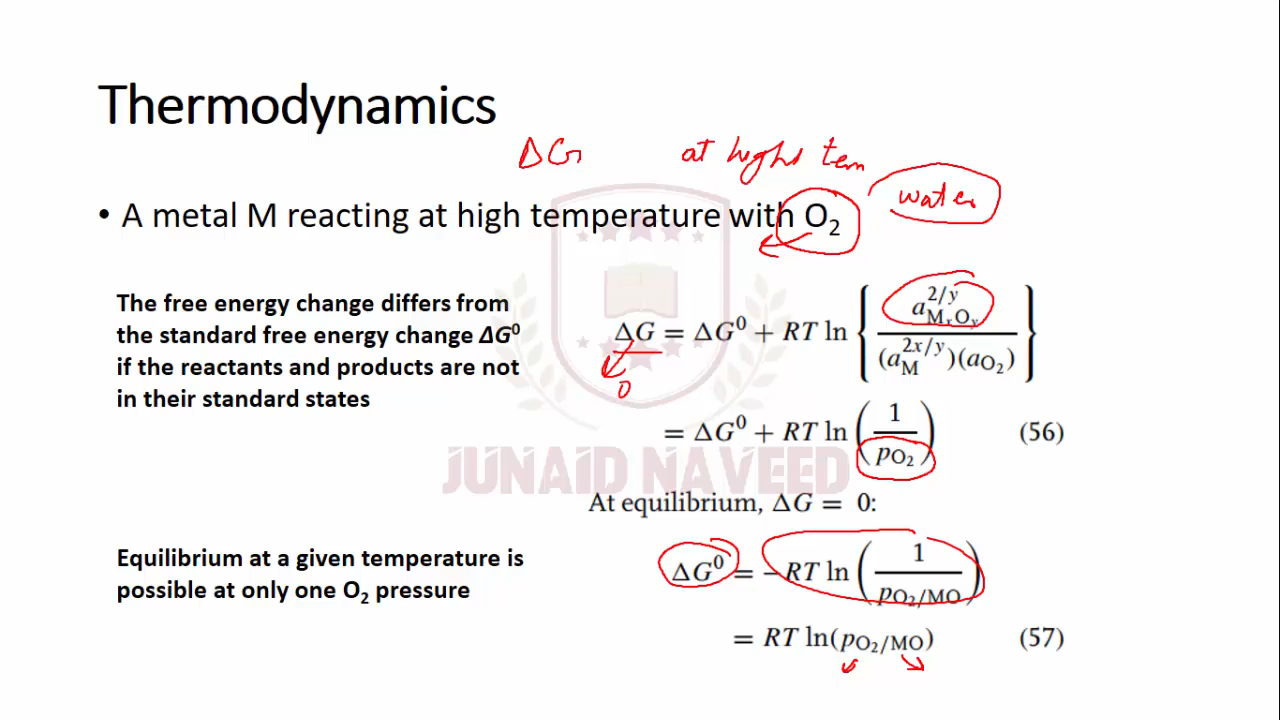 Thermodynamics
ΔG at hight tem
water
• A metal M reacting at high temperature with O₂
The free energy change differs from
the standard free energy change ΔG⁰
if the reactants and products are not
in their standard states
ΔG = ΔG⁰ + RT ln { a_{MₓO_y}^{2/y} / (a_M^{2x/y})(a_{O₂}) }
0
= ΔG⁰ + RT ln (1 / p_{O₂}) (56)
JUNAID NAVEED
At equilibrium, ΔG = 0:
Equilibrium at a given temperature is
possible at only one O₂ pressure
ΔG⁰ = −RT ln (1 / p_{O₂/MO})
= RT ln(p_{O₂/MO}) (57)